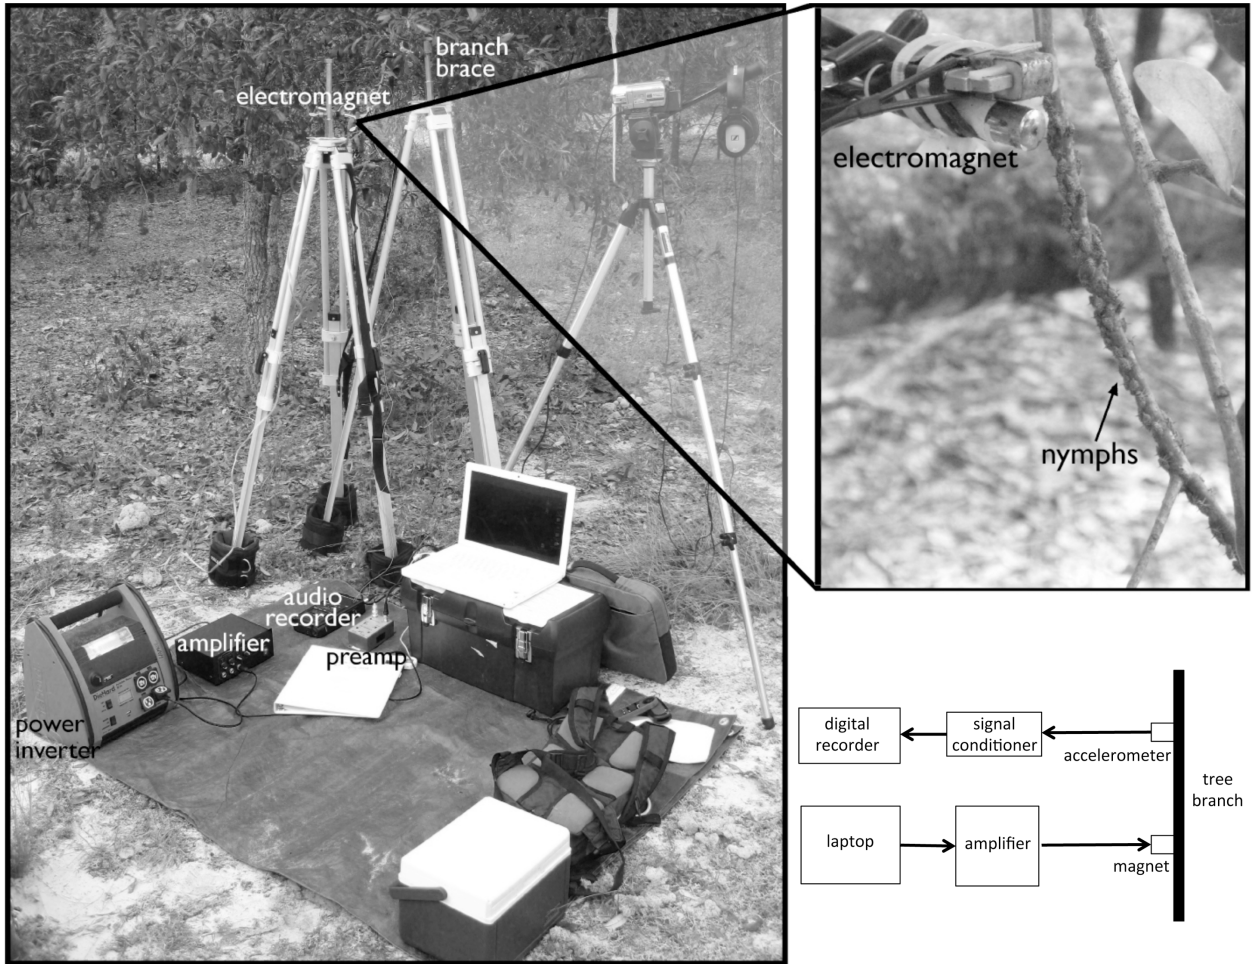 branch
brace
electromagnet
audio
recorder
amplifier
preamp
power
inverter
electromagnet
nymphs
digital
recorder
signal
conditioner
accelerometer
tree
branch
laptop
amplifier
magnet